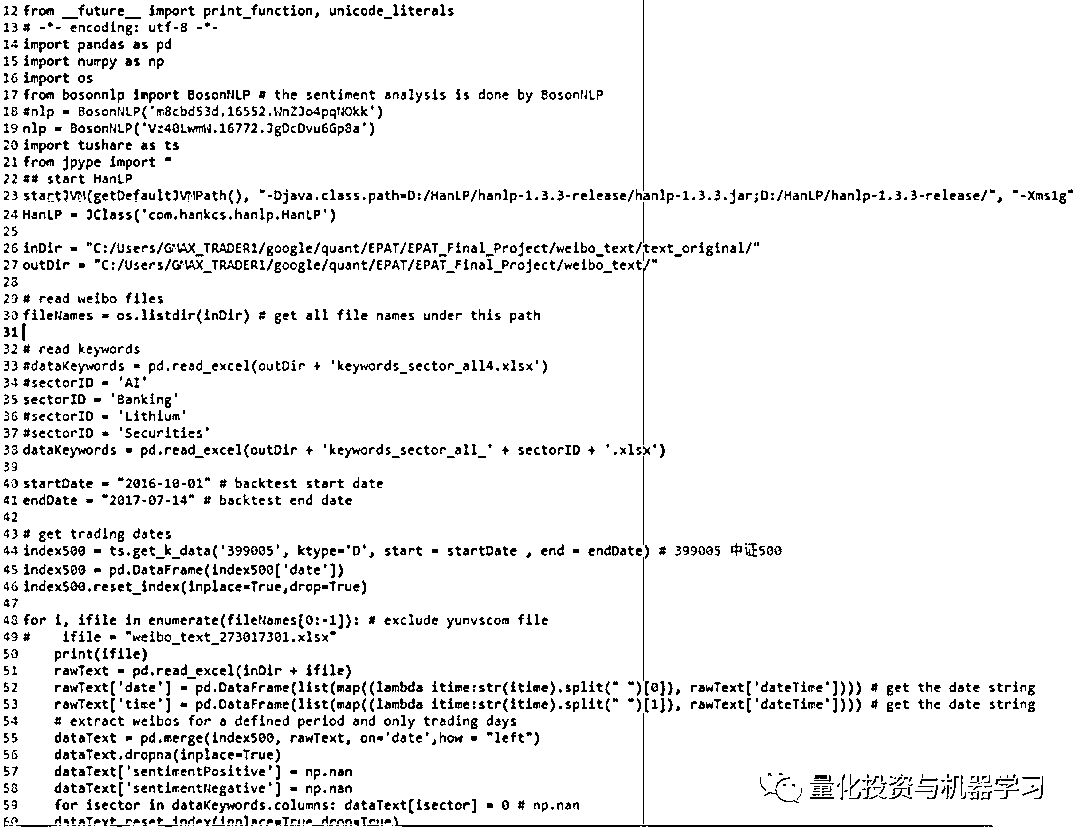 12 from __future__ import print_function, unicode_literals
13 # -*- encoding: utf-8 -*-
14 import pandas as pd
15 import numpy as np
16 import os
17 from bosonnlp import BosonNLP # the sentiment analysis is done by BosonNLP
18 #nlp = BosonNLP('m8cbd53d.16552.WnZJo4pqNOkk')
19 nlp = BosonNLP('Vz40LwmW.16772.JgDcDvu6Gp8a')
20 import tushare as ts
21 from jpype import *
22 ## start HanLP
23 startJVM(getDefaultJVMPath(), "-Djava.class.path=D:/HanLP/hanlp-1.3.3-release/hanlp-1.3.3.jar;D:/HanLP/hanlp-1.3.3-release/", "-Xms1g"
24 HanLP = JClass('com.hankcs.hanlp.HanLP')
25
26 inDir = "C:/Users/GMAX_TRADER1/google/quant/EPAT/EPAT_Final_Project/weibo_text/text_original/"
27 outDir = "C:/Users/GMAX_TRADER1/google/quant/EPAT/EPAT_Final_Project/weibo_text/"
28
29 # read weibo files
30 fileNames = os.listdir(inDir) # get all file names under this path
31
32 # read keywords
33 #dataKeywords = pd.read_excel(outDir + 'keywords_sector_all4.xlsx')
34 #sectorID = 'AI'
35 sectorID = 'Banking'
36 #sectorID = 'Lithium'
37 #sectorID = 'Securities'
38 dataKeywords = pd.read_excel(outDir + 'keywords_sector_all_' + sectorID + '.xlsx')
39
40 startDate = "2016-10-01" # backtest start date
41 endDate = "2017-07-14" # backtest end date
42
43 # get trading dates
44 index500 = ts.get_k_data('399005', ktype='D', start = startDate , end = endDate) # 399005 中证500
45 index500 = pd.DataFrame(index500['date'])
46 index500.reset_index(inplace=True,drop=True)
47
48 for i, ifile in enumerate(fileNames[0:-1]): # exclude yunvscom file
49 #    ifile = "weibo_text_273017301.xlsx"
50     print(ifile)
51     rawText = pd.read_excel(inDir + ifile)
52     rawText['date'] = pd.DataFrame(list(map((lambda itime:str(itime).split(" ")[0]), rawText['dateTime']))) # get the date string
53     rawText['time'] = pd.DataFrame(list(map((lambda itime:str(itime).split(" ")[1]), rawText['dateTime']))) # get the date string
54     # extract weibos for a defined period and only trading days
55     dataText = pd.merge(index500, rawText, on='date',how = "left")
56     dataText.dropna(inplace=True)
57     dataText['sentimentPositive'] = np.nan
58     dataText['sentimentNegative'] = np.nan
59     for isector in dataKeywords.columns: dataText[isector] = 0 # np.nan
60     dataText.reset_index(inplace=True,drop=True)
量化投资与机器学习